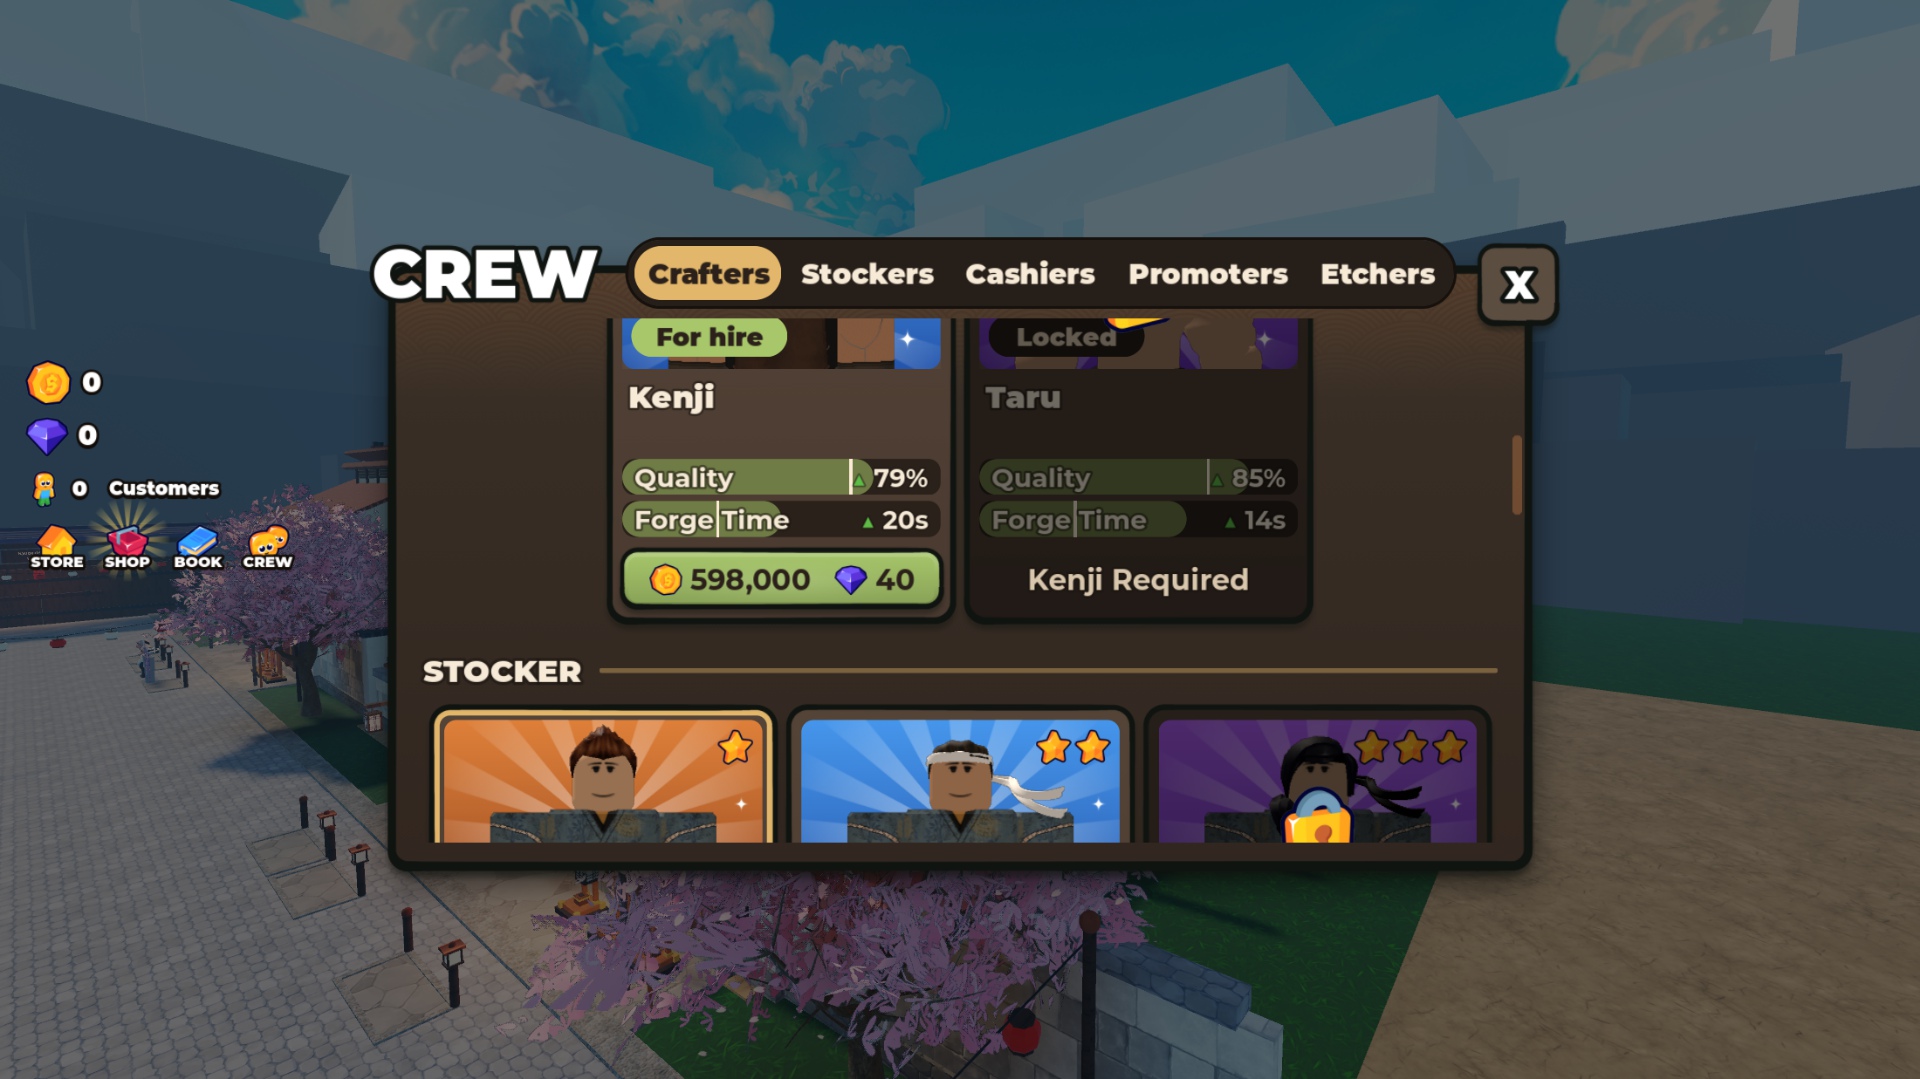 CREW
Crafters
Stockers
Cashiers
Promoters
Etchers
X
For hire
Kenji
Quality
79%
Forge Time
20s
598,000
40
Locked
Taru
Quality
85%
Forge Time
14s
Kenji Required
STOCKER
0
0
0 Customers
STORE
SHOP
BOOK
CREW